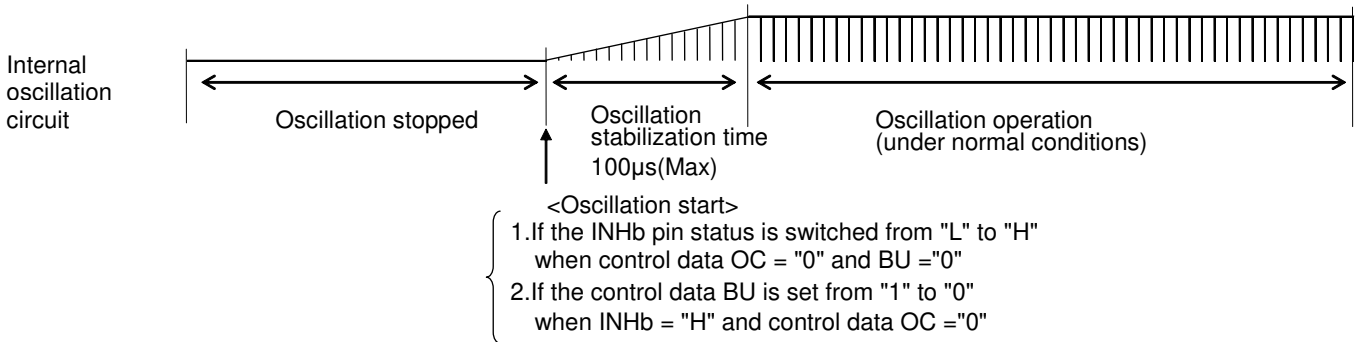 Internal
oscillation
circuit
Oscillation stopped
Oscillation
stabilization time
100µs(Max)
Oscillation operation
(under normal conditions)
<Oscillation start>
1.If the INHb pin status is switched from "L" to "H"
when control data OC = "0" and BU ="0"
2.If the control data BU is set from "1" to "0"
when INHb = "H" and control data OC ="0"